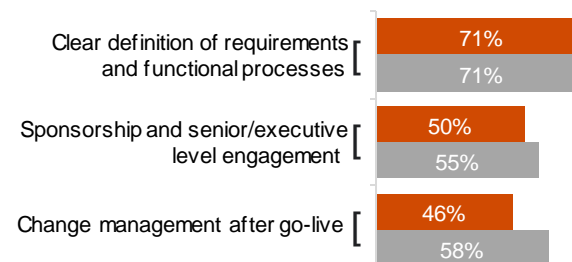 Clear definition of requirements
and functional processes
71%
71%
Sponsorship and senior/executive
level engagement
50%
55%
Change management after go-live
46%
58%